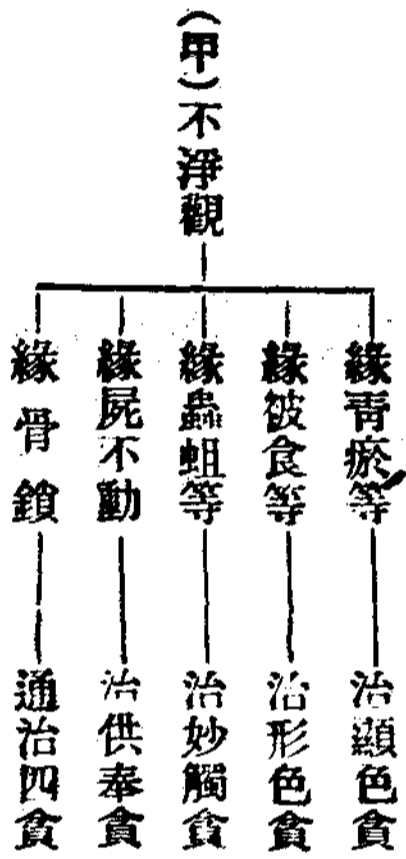 （甲）不淨觀
緣靑瘀等
治顯色貪
緣被食等
治形色貪
緣蟲蛆等
治妙觸貪
緣屍不動
治供奉貪
緣骨鎖
通治四貪